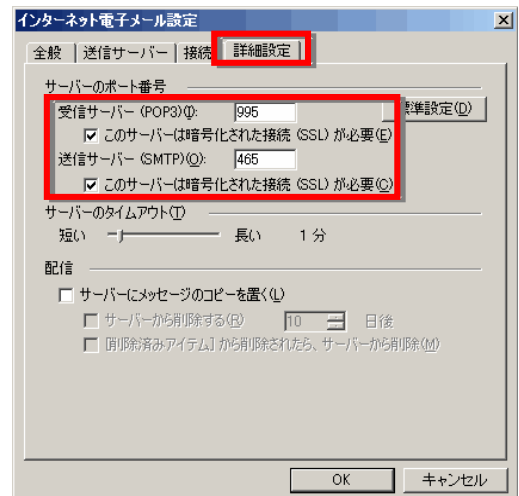 インターネット電子メール設定
全般 送信サーバー 接続 詳細設定
サーバーのポート番号
受信サーバー (POP3)(I): 995 標準設定(D)
このサーバーは暗号化された接続 (SSL) が必要(E)
送信サーバー (SMTP)(O): 465
このサーバーは暗号化された接続 (SSL) が必要(C)
サーバーのタイムアウト(T)
短い 長い 1 分
配信
サーバーにメッセージのコピーを置く(L)
サーバーから削除する(R) 10 日後
[削除済みアイテム] から削除されたら、サーバーから削除(M)
OK キャンセル